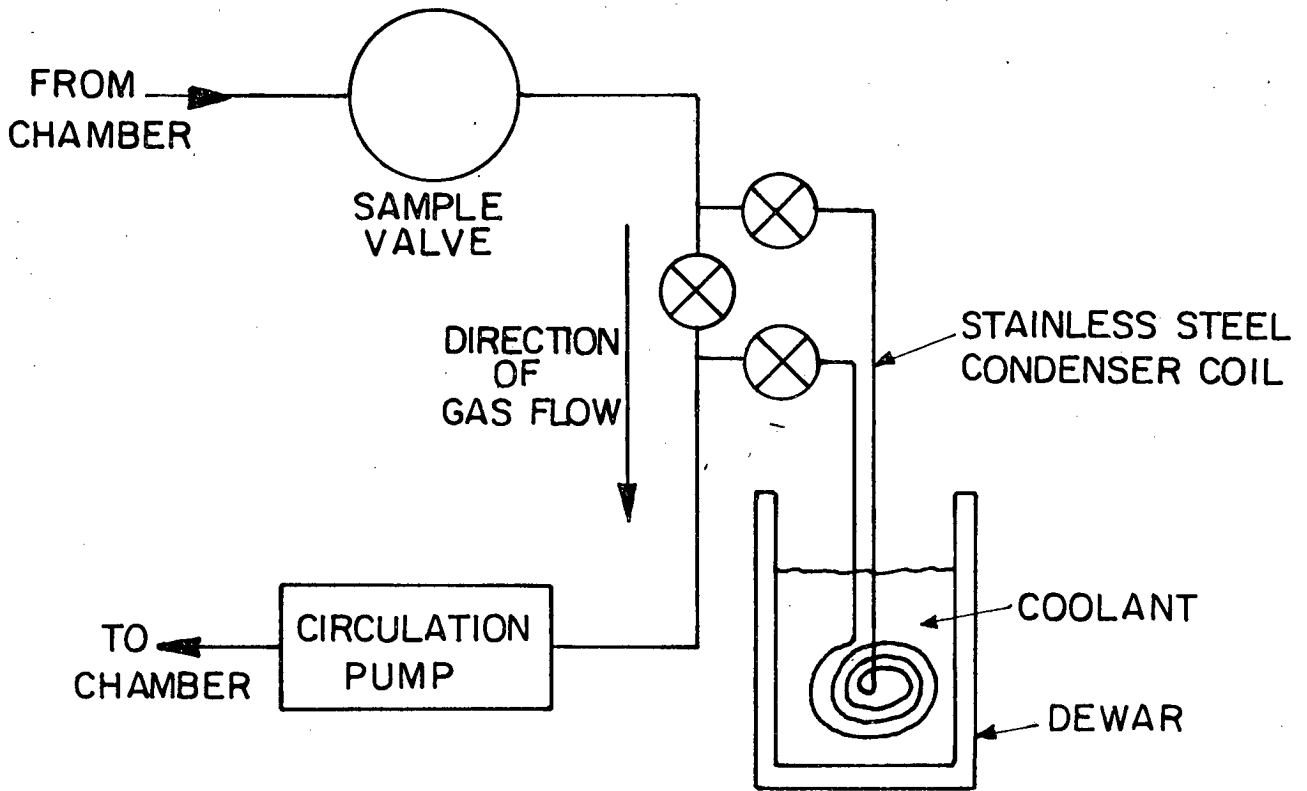 FROM
CHAMBER
SAMPLE
VALVE
DIRECTION
OF
GAS FLOW
STAINLESS STEEL
CONDENSER COIL
COOLANT
DEWAR
CIRCULATION
PUMP
TO
CHAMBER